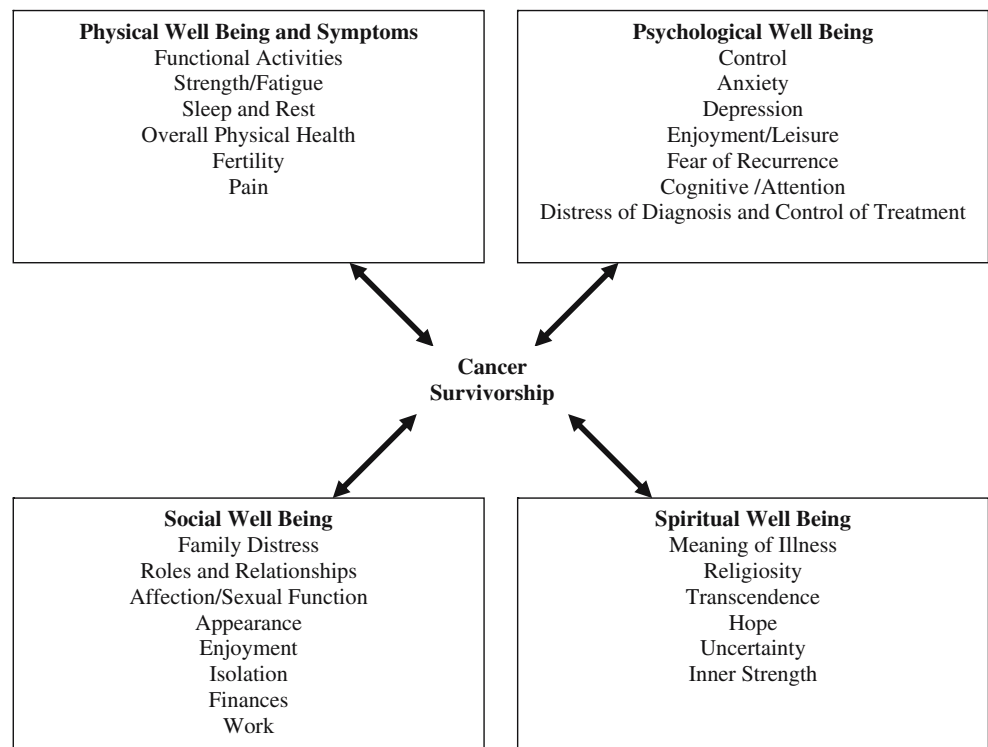 Physical Well Being and Symptoms
Functional Activities
Strength/Fatigue
Sleep and Rest
Overall Physical Health
Fertility
Pain
Psychological Well Being
Control
Anxiety
Depression
Enjoyment/Leisure
Fear of Recurrence
Cognitive /Attention
Distress of Diagnosis and Control of Treatment
Cancer
Survivorship
Social Well Being
Family Distress
Roles and Relationships
Affection/Sexual Function
Appearance
Enjoyment
Isolation
Finances
Work
Spiritual Well Being
Meaning of Illness
Religiosity
Transcendence
Hope
Uncertainty
Inner Strength